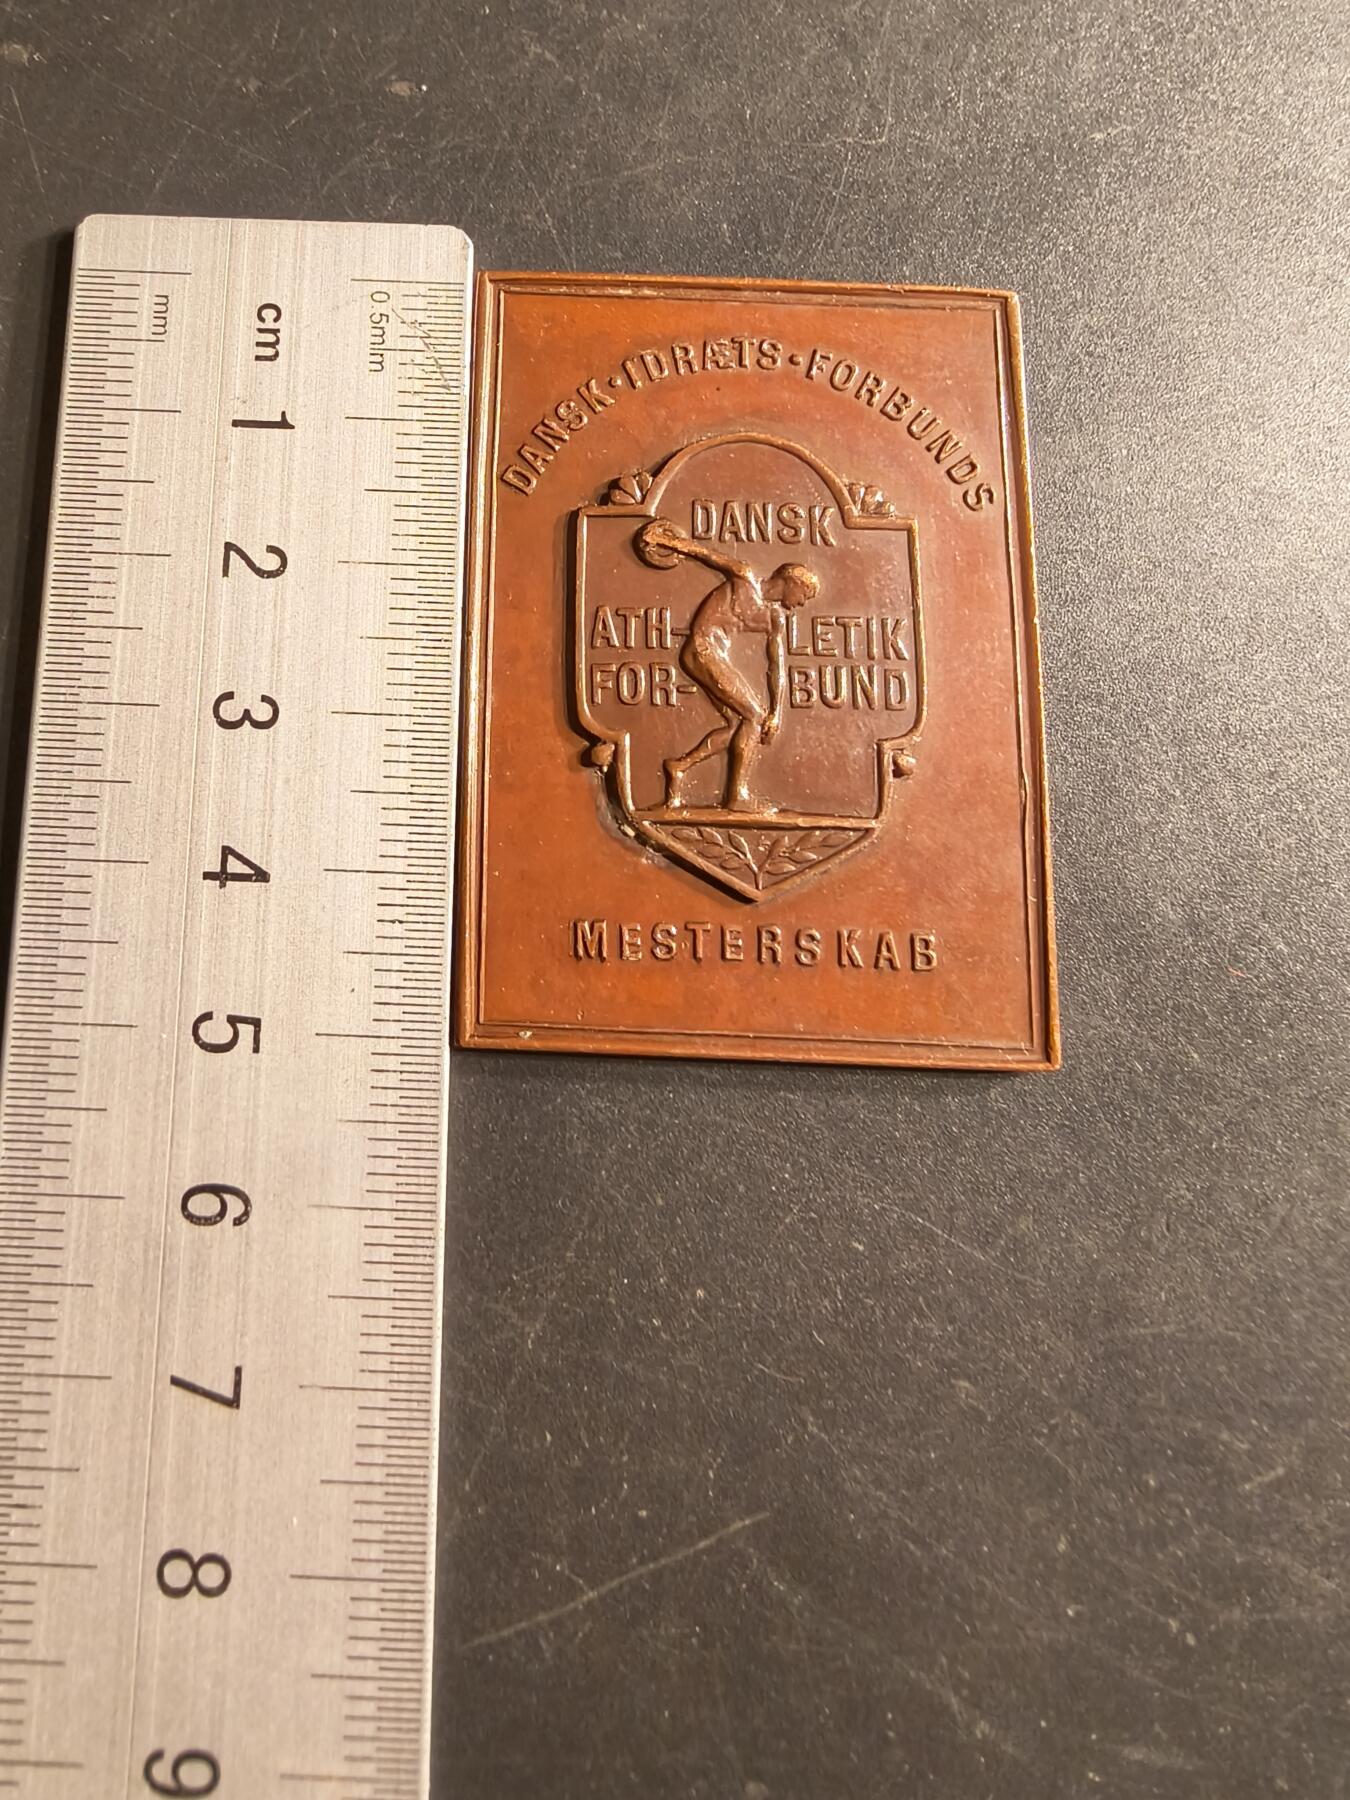 DANSK·IDRÆTS·FORBUNDS
DANSK
ATH-LETIK
FOR-BUND
MESTERSKAB
mm
cm
0.5mm
1
2
3
4
5
6
7
8
9